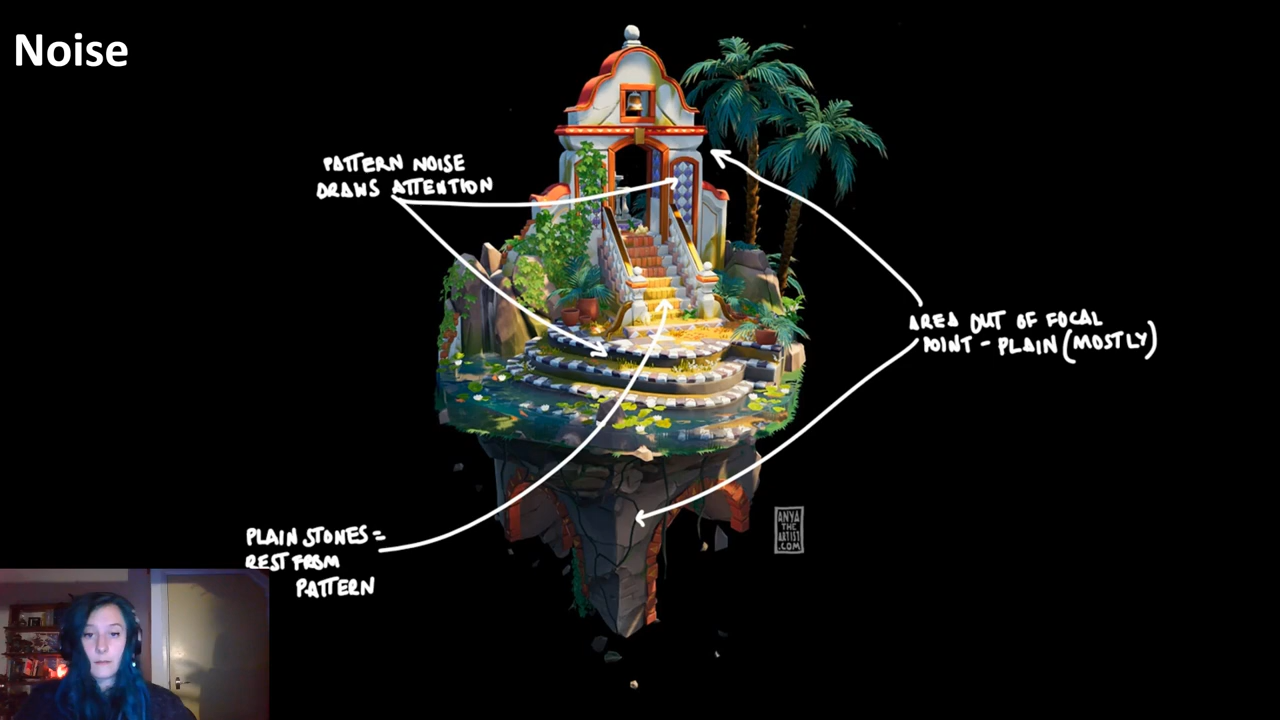 Noise
PATTERN NOISE
DRAWS ATTENTION
AREA OUT OF FOCAL
POINT - PLAIN (MOSTLY)
PLAIN STONES =
REST FROM
PATTERN
ANYA
THE
ARTIST
.COM